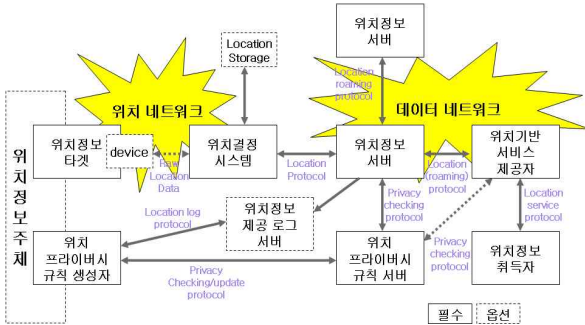 위치정보
서버
Location
Storage
Location
roaming
protocol
위치 네트워크
데이터 네트워크
위치정보주체
위치정보
타겟
device
Raw
Location
Data
위치결정
시스템
Location
Protocol
위치정보
서버
Location
(roaming)
protocol
위치기반
서비스
제공자
Location log
protocol
위치정보
제공 로그
서버
Privacy
checking
protocol
Location
service
protocol
위치
프라이버시
규칙 생성자
Privacy
Checking/update
protocol
위치
프라이버시
규칙 서버
Privacy
checking
protocol
위치정보
취득자
필수
옵션